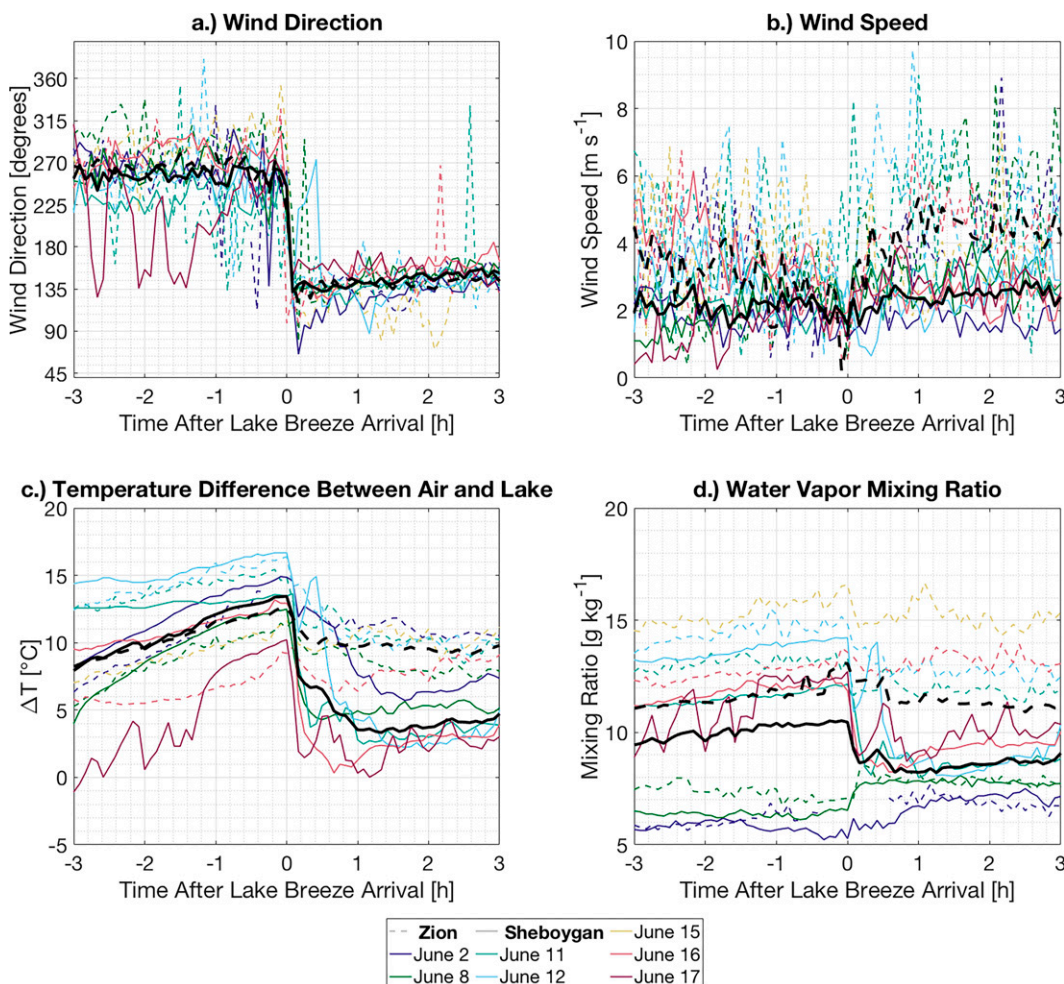 a.) Wind Direction
360
315
270
225
180
135
90
45
Wind Direction [degrees]
-3 -2 -1 0 1 2 3
Time After Lake Breeze Arrival [h]
b.) Wind Speed
10
8
6
4
2
0
Wind Speed [m s⁻¹]
-3 -2 -1 0 1 2 3
Time After Lake Breeze Arrival [h]
c.) Temperature Difference Between Air and Lake
20
15
10
5
0
-5
ΔT [°C]
-3 -2 -1 0 1 2 3
Time After Lake Breeze Arrival [h]
d.) Water Vapor Mixing Ratio
20
15
10
5
Mixing Ratio [g kg⁻¹]
-3 -2 -1 0 1 2 3
Time After Lake Breeze Arrival [h]
Zion Sheboygan June 15
June 2 June 11 June 16
June 8 June 12 June 17